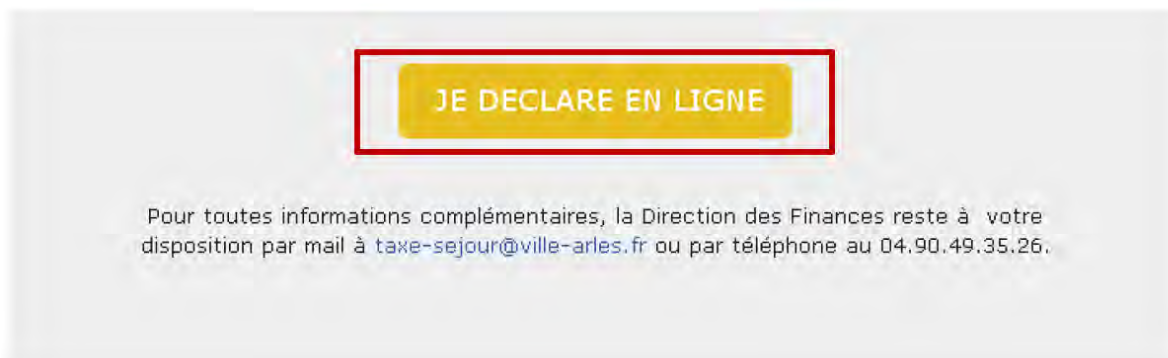 JE DECLARE EN LIGNE
Pour toutes informations complémentaires, la Direction des Finances reste à votre
disposition par mail à taxe-sejour@ville-arles.fr ou par téléphone au 04.90.49.35.26.